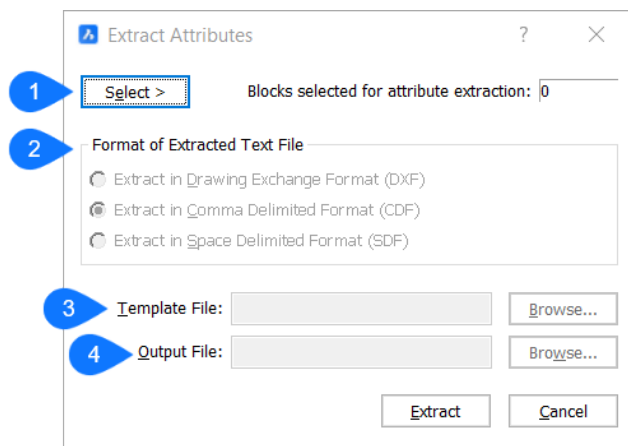 Extract Attributes ?
1 Select > Blocks selected for attribute extraction: 0
2 Format of Extracted Text File
Extract in Drawing Exchange Format (DXF)
Extract in Comma Delimited Format (CDF)
Extract in Space Delimited Format (SDF)
3 Template File: Browse...
4 Output File: Browse...
Extract Cancel